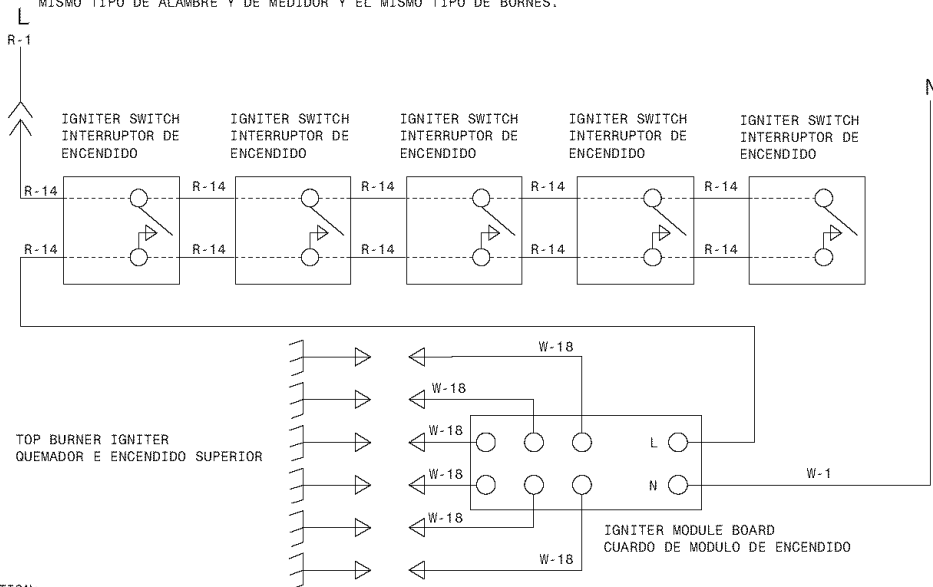 MISMO TIPO DE ALAMBRE Y DE MEDIDOR Y EL MISMO TIPO DE BORNES.
L
R-1
N
IGNITER SWITCH
INTERRUPTOR DE
ENCENDIDO
IGNITER SWITCH
INTERRUPTOR DE
ENCENDIDO
IGNITER SWITCH
INTERRUPTOR DE
ENCENDIDO
IGNITER SWITCH
INTERRUPTOR DE
ENCENDIDO
IGNITER SWITCH
INTERRUPTOR DE
ENCENDIDO
R-14
R-14
R-14
R-14
R-14
R-14
R-14
R-14
R-14
R-14
W-18
W-18
W-18
L
TOP BURNER IGNITER
QUEMADOR E ENCENDIDO SUPERIOR
W-18
N
W-1
W-18
IGNITER MODULE BOARD
CUARDO DE MODULO DE ENCENDIDO
W-18